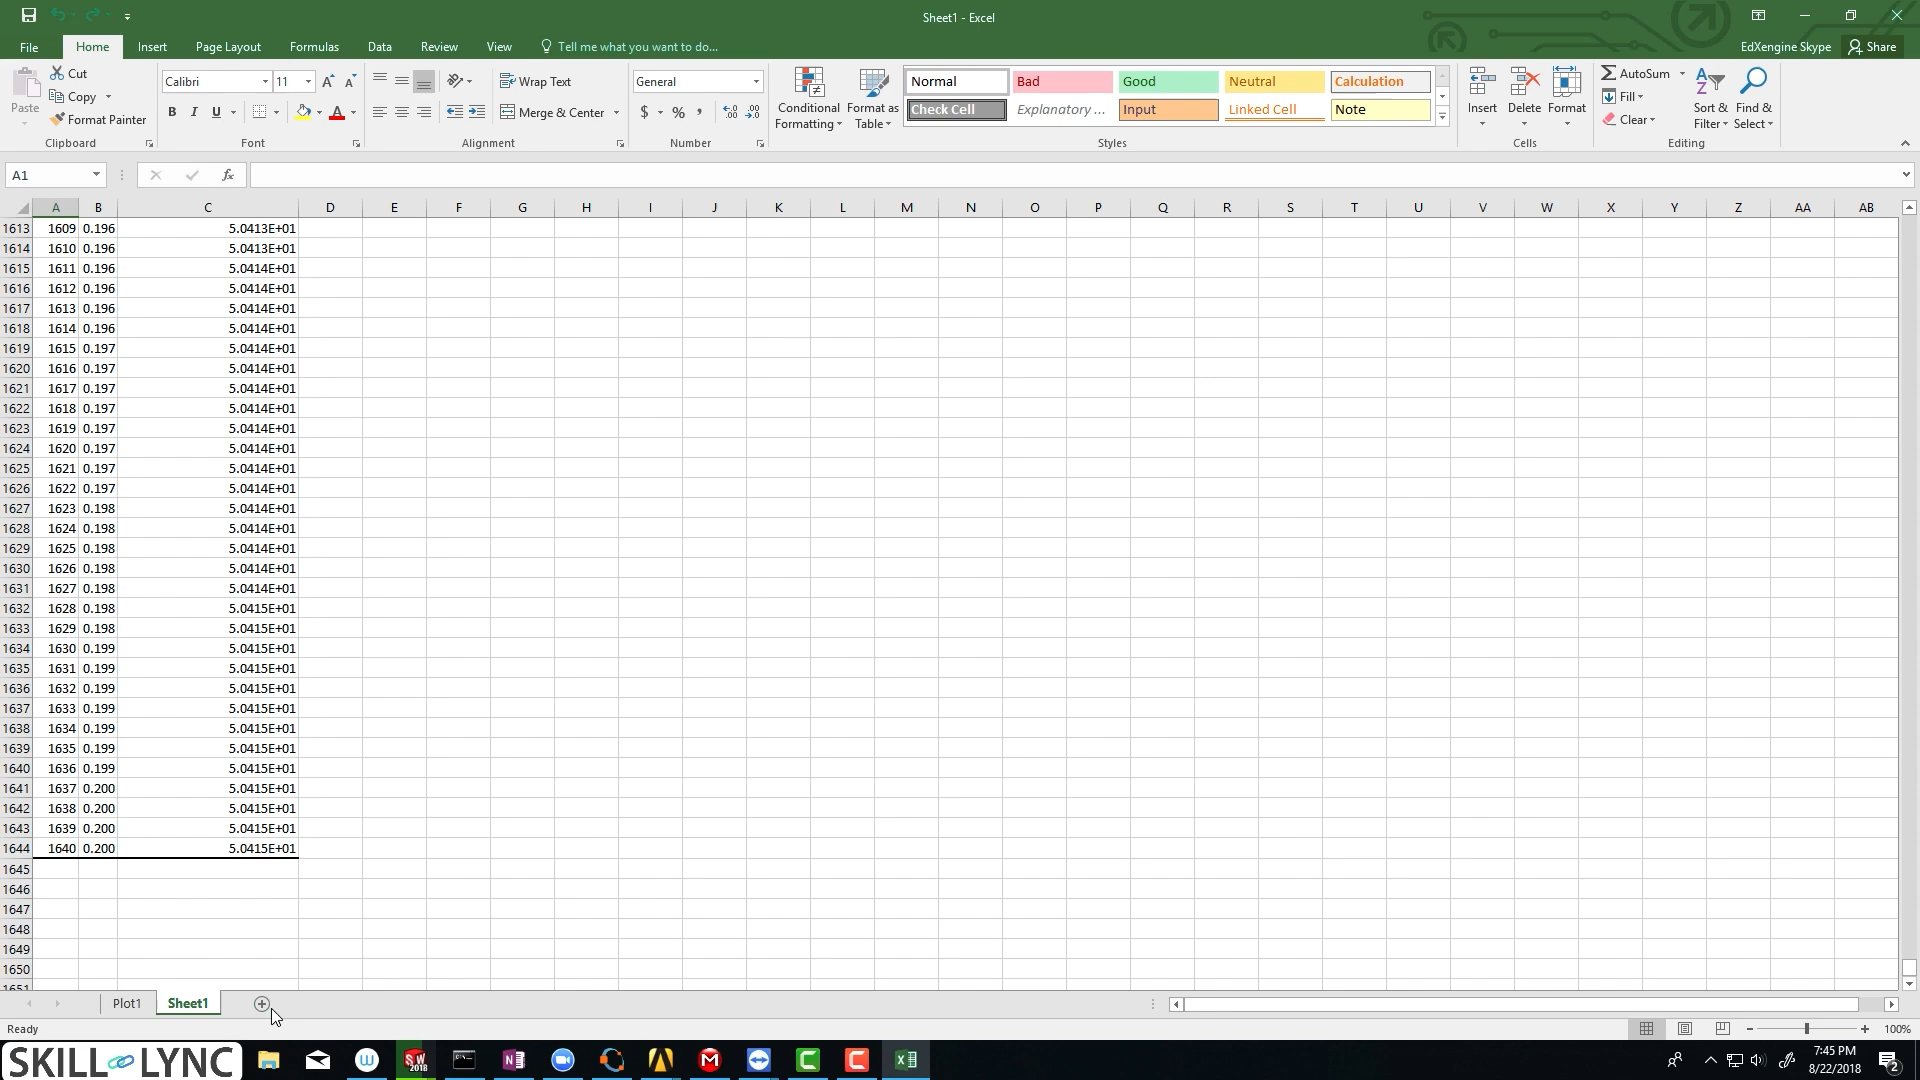 Sheet1 - Excel
File Home Insert Page Layout Formulas Data Review View Tell me what you want to do... EdXengine Skype Share
Paste Cut Copy Format Painter Clipboard
Calibri 11 A A B I U A Font
Wrap Text Merge & Center Alignment
General $ % , Number
Conditional Formatting Format as Table
Normal Bad Good Neutral Calculation
Check Cell Explanatory ... Input Linked Cell Note
Styles
Insert Delete Format Cells
AutoSum Fill Clear Sort & Filter Find & Select Editing
A1 fx
A B C D E F G H I J K L M N O P Q R S T U V W X Y Z AA AB
1613 1609 0.196 5.0413E+01
1614 1610 0.196 5.0413E+01
1615 1611 0.196 5.0414E+01
1616 1612 0.196 5.0414E+01
1617 1613 0.196 5.0414E+01
1618 1614 0.196 5.0414E+01
1619 1615 0.197 5.0414E+01
1620 1616 0.197 5.0414E+01
1621 1617 0.197 5.0414E+01
1622 1618 0.197 5.0414E+01
1623 1619 0.197 5.0414E+01
1624 1620 0.197 5.0414E+01
1625 1621 0.197 5.0414E+01
1626 1622 0.197 5.0414E+01
1627 1623 0.198 5.0414E+01
1628 1624 0.198 5.0414E+01
1629 1625 0.198 5.0414E+01
1630 1626 0.198 5.0414E+01
1631 1627 0.198 5.0414E+01
1632 1628 0.198 5.0415E+01
1633 1629 0.198 5.0415E+01
1634 1630 0.199 5.0415E+01
1635 1631 0.199 5.0415E+01
1636 1632 0.199 5.0415E+01
1637 1633 0.199 5.0415E+01
1638 1634 0.199 5.0415E+01
1639 1635 0.199 5.0415E+01
1640 1636 0.199 5.0415E+01
1641 1637 0.200 5.0415E+01
1642 1638 0.200 5.0415E+01
1643 1639 0.200 5.0415E+01
1644 1640 0.200 5.0415E+01
1645
1646
1647
1648
1649
1650
1651
Plot1 Sheet1
Ready 100%
SKILL LYNC SW 2018 7:45 PM
8/22/2018 2